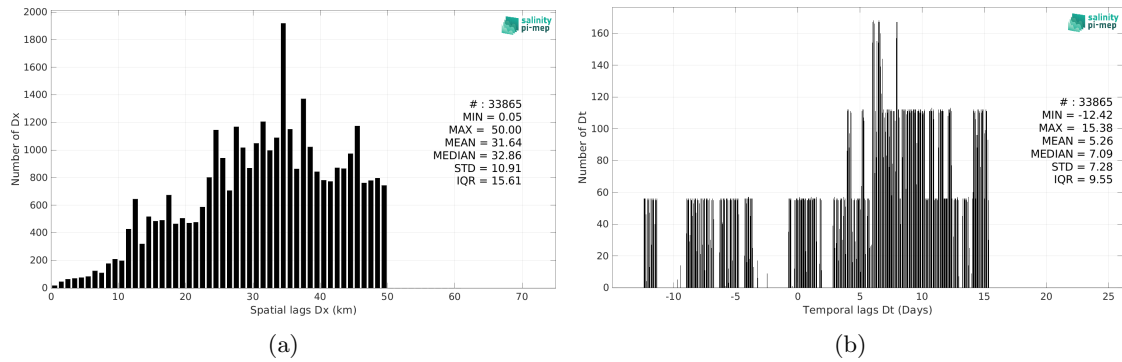 2000
1800
1600
1400
1200
1000
800
600
400
200
0
Number of Dx
0 10 20 30 40 50 60 70
Spatial lags Dx (km)
salinity
pi-mep
# : 33865
MIN = 0.05
MAX = 50.00
MEAN = 31.64
MEDIAN = 32.86
STD = 10.91
IQR = 15.61
(a)
160
140
120
100
80
60
40
20
0
Number of Dt
-10 -5 0 5 10 15 20 25
Temporal lags Dt (Days)
salinity
pi-mep
# : 33865
MIN = -12.42
MAX = 15.38
MEAN = 5.26
MEDIAN = 7.09
STD = 7.28
IQR = 9.55
(b)